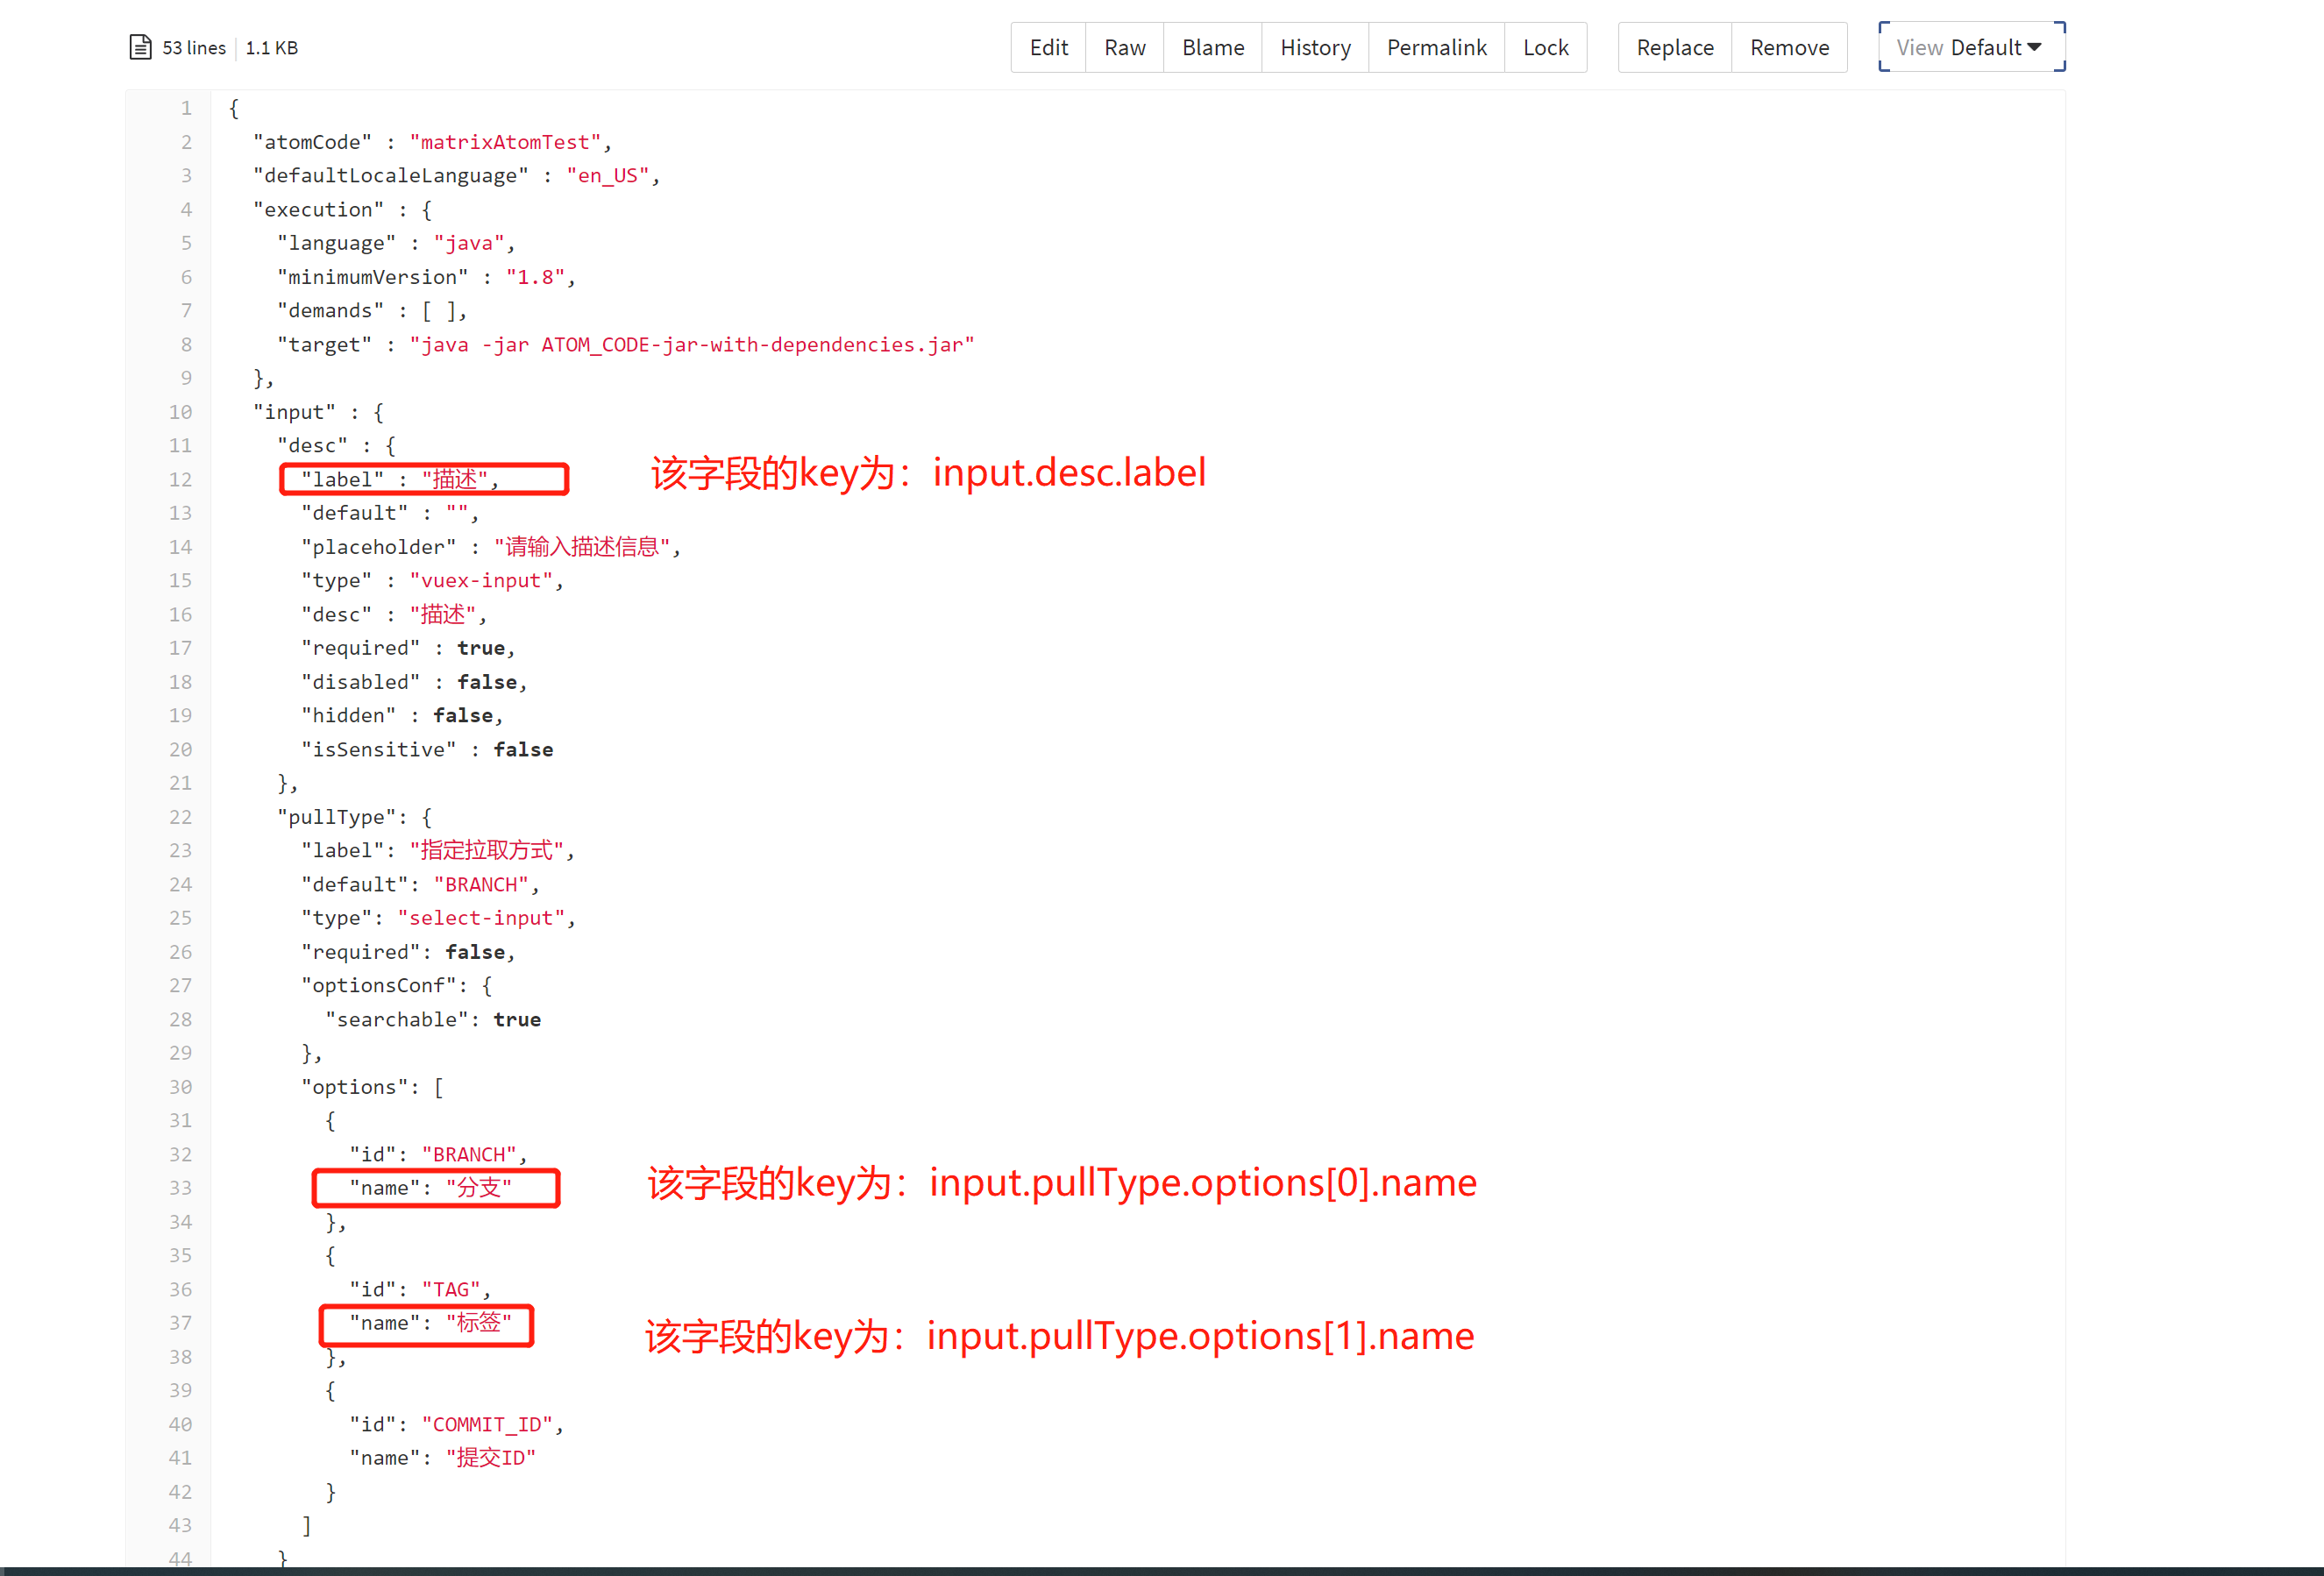 53 lines 1.1 KB Edit Raw Blame History Permalink Lock Replace Remove View Default
1 {
2 "atomCode" : "matrixAtomTest",
3 "defaultLocaleLanguage" : "en_US",
4 "execution" : {
5 "language" : "java",
6 "minimumVersion" : "1.8",
7 "demands" : [ ],
8 "target" : "java -jar ATOM_CODE-jar-with-dependencies.jar"
9 },
10 "input" : {
11 "desc" : {
12 "label" : "描述", 该字段的key为：input.desc.label
13 "default" : "",
14 "placeholder" : "请输入描述信息",
15 "type" : "vuex-input",
16 "desc" : "描述",
17 "required" : true,
18 "disabled" : false,
19 "hidden" : false,
20 "isSensitive" : false
21 },
22 "pullType": {
23 "label": "指定拉取方式",
24 "default": "BRANCH",
25 "type": "select-input",
26 "required": false,
27 "optionsConf": {
28 "searchable": true
29 },
30 "options": [
31 {
32 "id": "BRANCH",
33 "name": "分支" 该字段的key为：input.pullType.options[0].name
34 },
35 {
36 "id": "TAG",
37 "name": "标签" 该字段的key为：input.pullType.options[1].name
38 },
39 {
40 "id": "COMMIT_ID",
41 "name": "提交ID"
42 }
43 ]
44 }